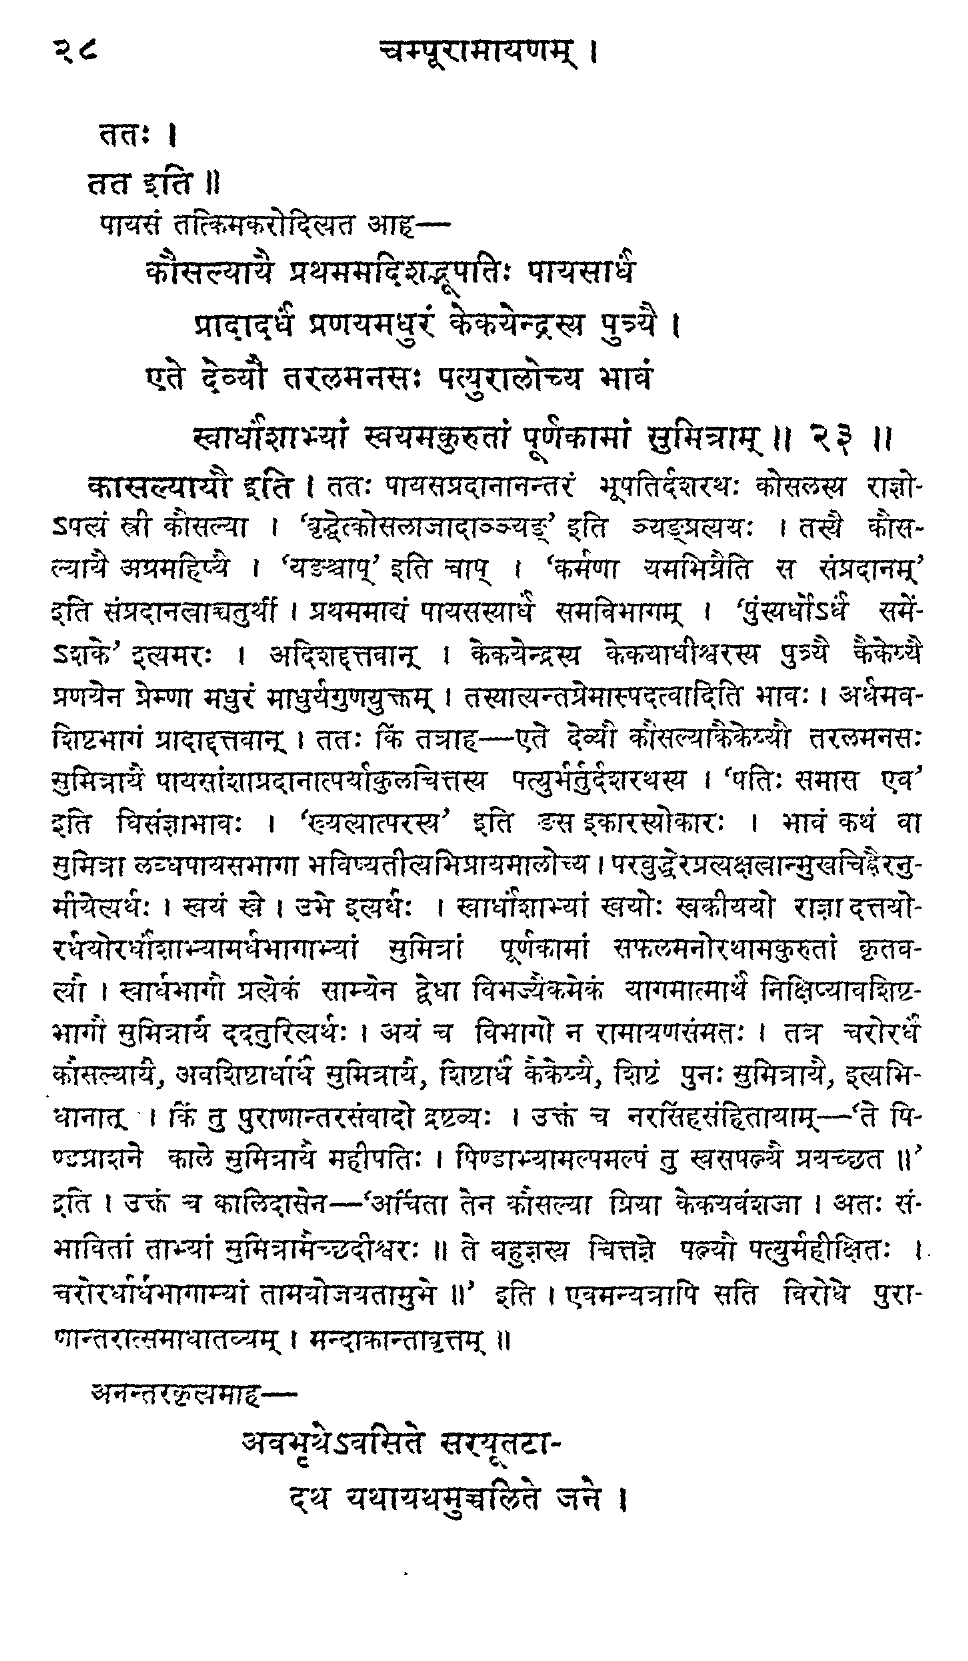 २८ चम्पूरामायणम् ।
ततः ।
तत इति ॥
पायसं तत्किमकरोदित्यत आह—
कौसल्यायै प्रथममदिशद्भूपतिः पायसार्धं
प्रादादर्धं प्रणयमधुरं केकयेन्द्रस्य पुत्र्यै ।
एते देव्यौ तरलमनसः पत्युरालोच्य भावं
स्वार्धांशाभ्यां स्वयमकुरुतां पूर्णकामां सुमित्राम् ॥ २३ ॥
कासल्यायौ इति । ततः पायसप्रदानानन्तरं भूपतिर्दशरथः कोसलस्य राज्ञो-
ऽपत्यं स्त्री कौसल्या । ‘वृद्धेत्कोसलाजादाञ्ञ्यङ्’ इति ञ्यङ्प्रत्ययः । तस्यै कौस-
ल्यायै अग्रमहिष्यै । ‘यङश्चाप्’ इति चाप् । ‘कर्मणा यमभिप्रैति स संप्रदानम्’
इति संप्रदानत्वाच्चतुर्थी । प्रथममाद्यं पायसस्यार्धं समविभागम् । ‘पुंस्यर्धोऽर्धं समें-
ऽशके’ इत्यमरः । अदिशद्दत्तवान् । केकयेन्द्रस्य केकयाधीश्वरस्य पुत्र्यै कैकेय्यै
प्रणयेन प्रेम्णा मधुरं माधुर्यगुणयुक्तम् । तस्यात्यन्तप्रेमास्पदत्वादिति भावः । अर्धमव-
शिष्टभागं प्रादाद्दत्तवान् । ततः किं तत्राह—एते देव्यौ कौसल्याकैकेय्यौ तरलमनसः
सुमित्रायै पायसांशाप्रदानात्पर्याकुलचित्तस्य पत्युर्भर्तुर्दशरथस्य । ‘पतिः समास एव’
इति घिसंज्ञाभावः । ‘ख्यत्यात्परस्य’ इति ङस इकारस्योकारः । भावं कथं वा
सुमित्रा लब्धपायसभागा भविष्यतीत्यभिप्रायमालोच्य । परबुद्धेरप्रत्यक्षत्वान्मुखचिह्नैरनु-
मीयेत्यर्थः । स्वयं स्वे । उभे इत्यर्थः । स्वार्धांशाभ्यां स्वयोः स्वकीययो राज्ञा दत्तयो-
रर्धयोरर्धांशाभ्यामर्धभागाभ्यां सुमित्रां पूर्णकामां सफलमनोरथामकुरुतां कृतव-
त्यौ । स्वार्धभागौ प्रत्येकं साम्येन द्वेधा विभज्यैकमेकं यागमात्मार्थं निक्षिप्यावशिष्ट-
भागौ सुमित्रायै ददतुरित्यर्थः । अयं च विभागो न रामायणसंमतः । तत्र चरोरर्धं
कौसल्यायै, अवशिष्टार्धार्धं सुमित्रायै, शिष्टार्धं कैकेय्यै, शिष्टं पुनः सुमित्रायै, इत्यभि-
धानात् । किं तु पुराणान्तरसंवादो द्रष्टव्यः । उक्तं च नरसिंहसंहितायाम्—‘ते पि-
ण्डप्राशने काले सुमित्रायै महीपतिः । पिण्डाभ्यामल्पमल्पं तु स्वसपत्न्यै प्रयच्छत ॥’
इति । उक्तं च कालिदासेन—‘अर्चिता तेन कौसल्या प्रिया केकयवंशजा । अतः सं-
भावितां ताभ्यां सुमित्रामैच्छदीश्वरः ॥ ते बहुज्ञस्य चित्तज्ञे पत्न्यौ पत्युर्महीक्षितः ।
चरोरर्धार्धभागाभ्यां तामयोजयतामुभे ॥’ इति । एवमन्यत्रापि सति विरोधे पुरा-
णान्तरात्समाधातव्यम् । मन्दाक्रान्तावृत्तम् ॥
अनन्तरकृत्यमाह—
अवभृथेऽवसिते सरयूतटा-
दथ यथायथमुच्चलिते जने ।